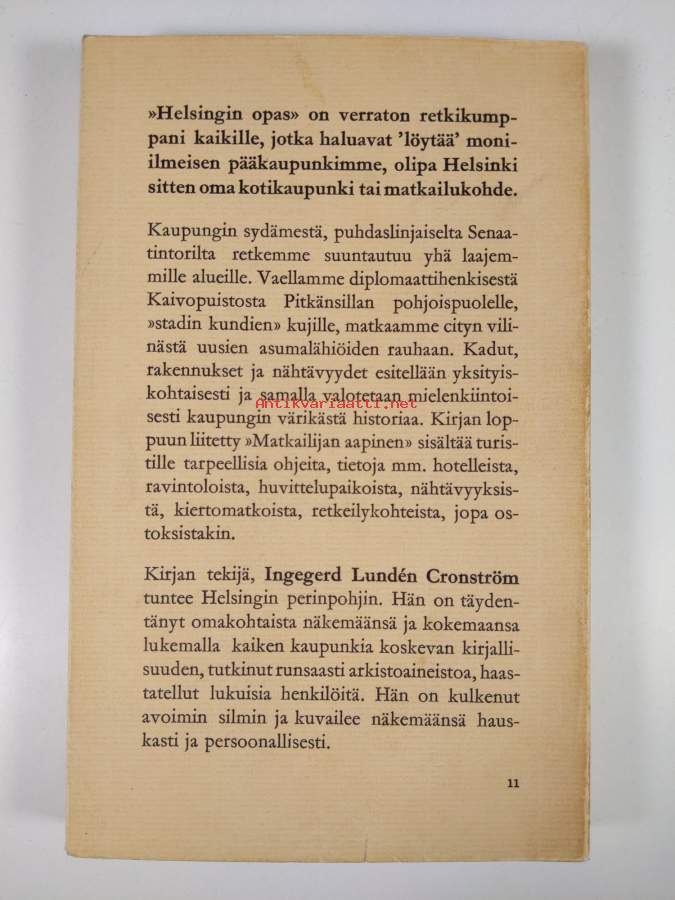 »Helsingin opas» on verraton retkikump-
pani kaikille, jotka haluavat ’löytää’ moni-
ilmeisen pääkaupunkimme, olipa Helsinki
sitten oma kotikaupunki tai matkailukohde.
Kaupungin sydämestä, puhdaslinjaiselta Senaa-
tintorilta retkemme suuntautuu yhä laajem-
mille alueille. Vaellamme diplomaattihenkisestä
Kaivopuistosta Pitkänsillan pohjoispuolelle,
»stadin kundien» kujille, matkaamme cityn vili-
nästä uusien asumalähiöiden rauhaan. Kadut,
rakennukset ja nähtävyydet esitellään yksityis-
kohtaisesti ja samalla valotetaan mielenkiintoi-
Antikvariaatti.net
sesti kaupungin värikästä historiaa. Kirjan lop-
puun liitetty »Matkailijan aapinen» sisältää turis-
tille tarpeellisia ohjeita, tietoja mm. hotelleista,
ravintoloista, huvittelupaikoista, nähtävyyksis-
tä, kiertomatkoista, retkeilykohteista, jopa os-
toksistakin.
Kirjan tekijä, Ingegerd Lundén Cronström
tuntee Helsingin perinpohjin. Hän on täyden-
tänyt omakohtaista näkemäänsä ja kokemaansa
lukemalla kaiken kaupunkia koskevan kirjalli-
suuden, tutkinut runsaasti arkistoaineistoa, haas-
tatellut lukuisia henkilöitä. Hän on kulkenut
avoimin silmin ja kuvailee näkemäänsä haus-
kasti ja persoonallisesti.
11